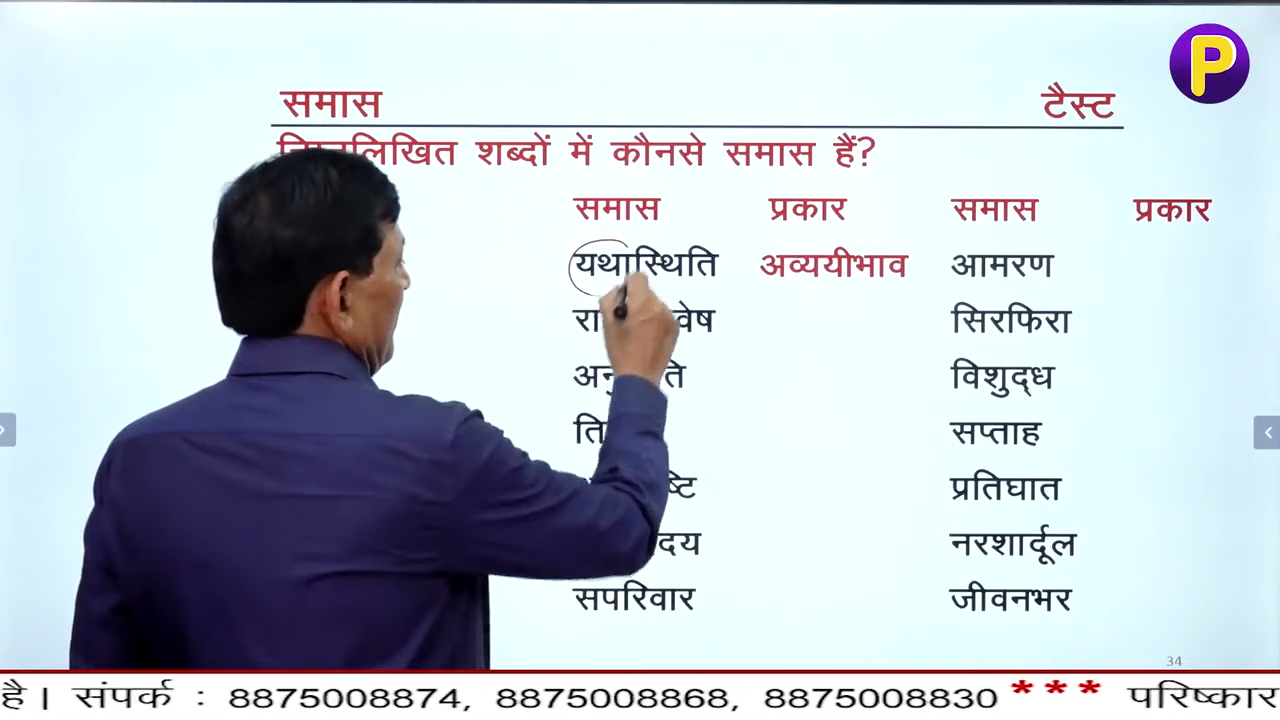 P
समास टैस्ट
शब्दों में कौनसे समास हैं?
समास प्रकार समास प्रकार
यथास्थिति अव्ययीभाव आमरण
सिरफिरा
विशुद्ध
सप्ताह
प्रतिघात
नरशार्दूल
सपरिवार जीवनभर
34
है। संपर्क : 8875008874, 8875008868, 8875008830 *** परिष्कार